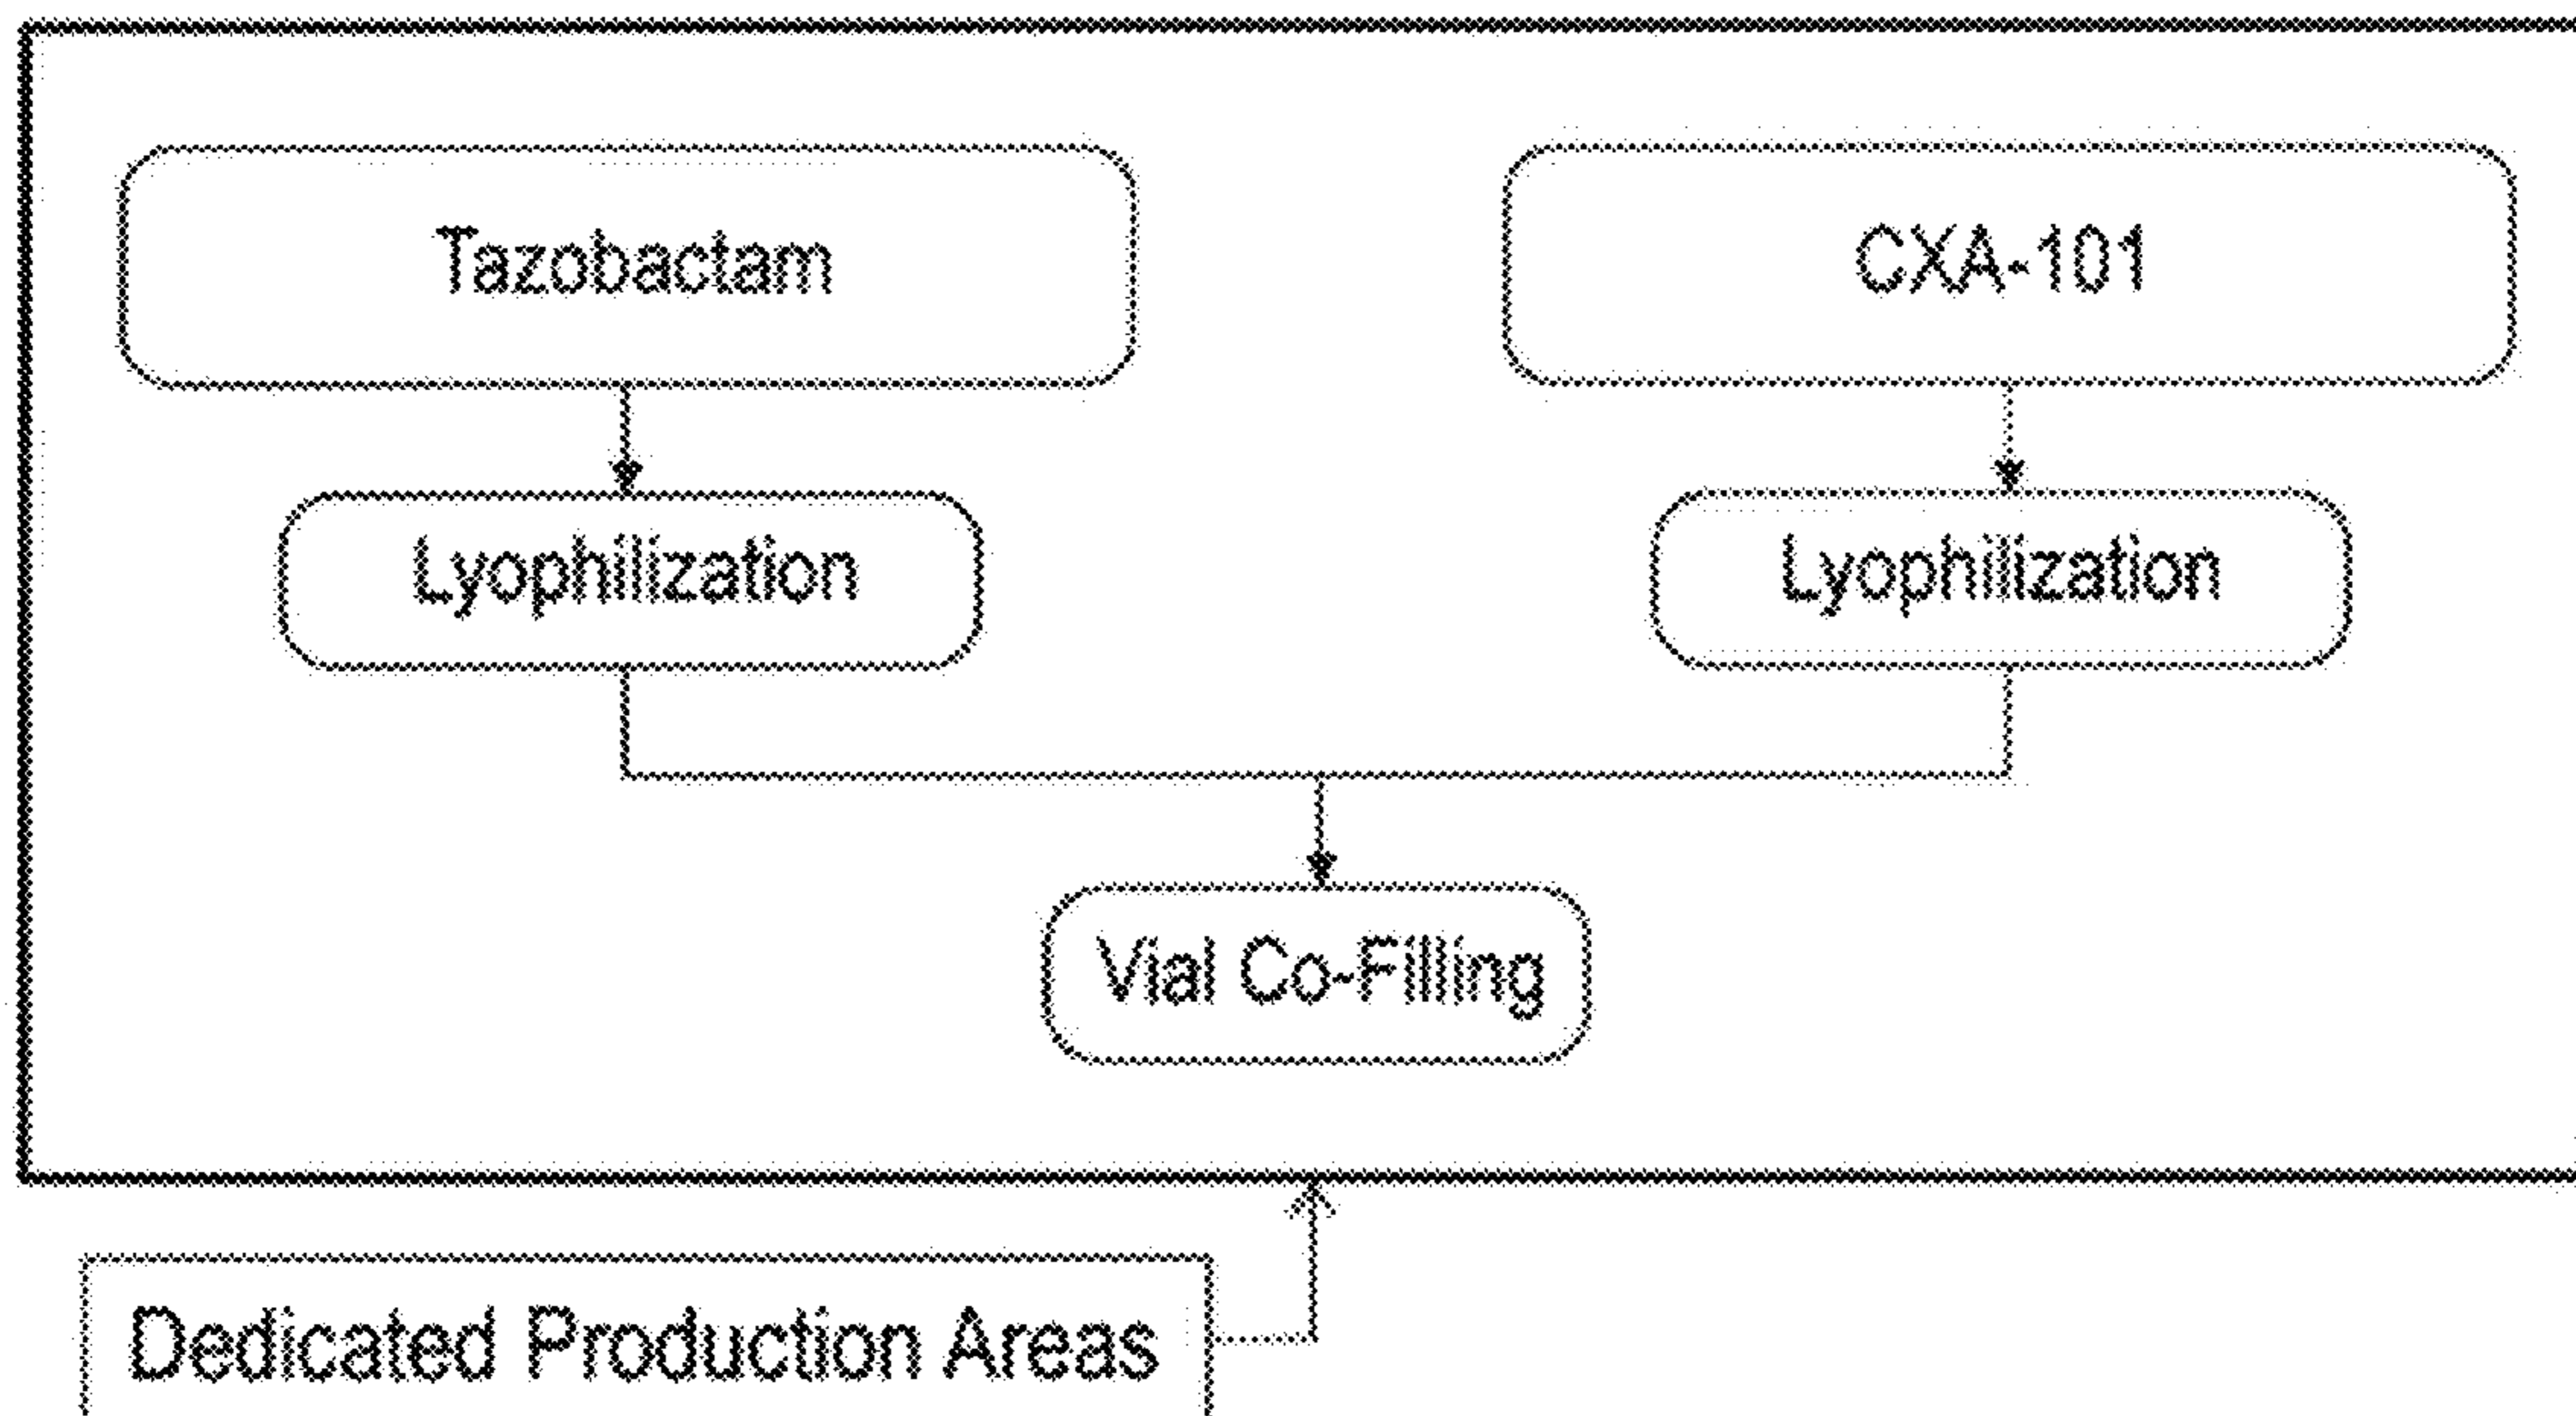 Tazobactam
CXA-101
Lyophilization
Lyophilization
Vial Co-Filling
Dedicated Production Areas